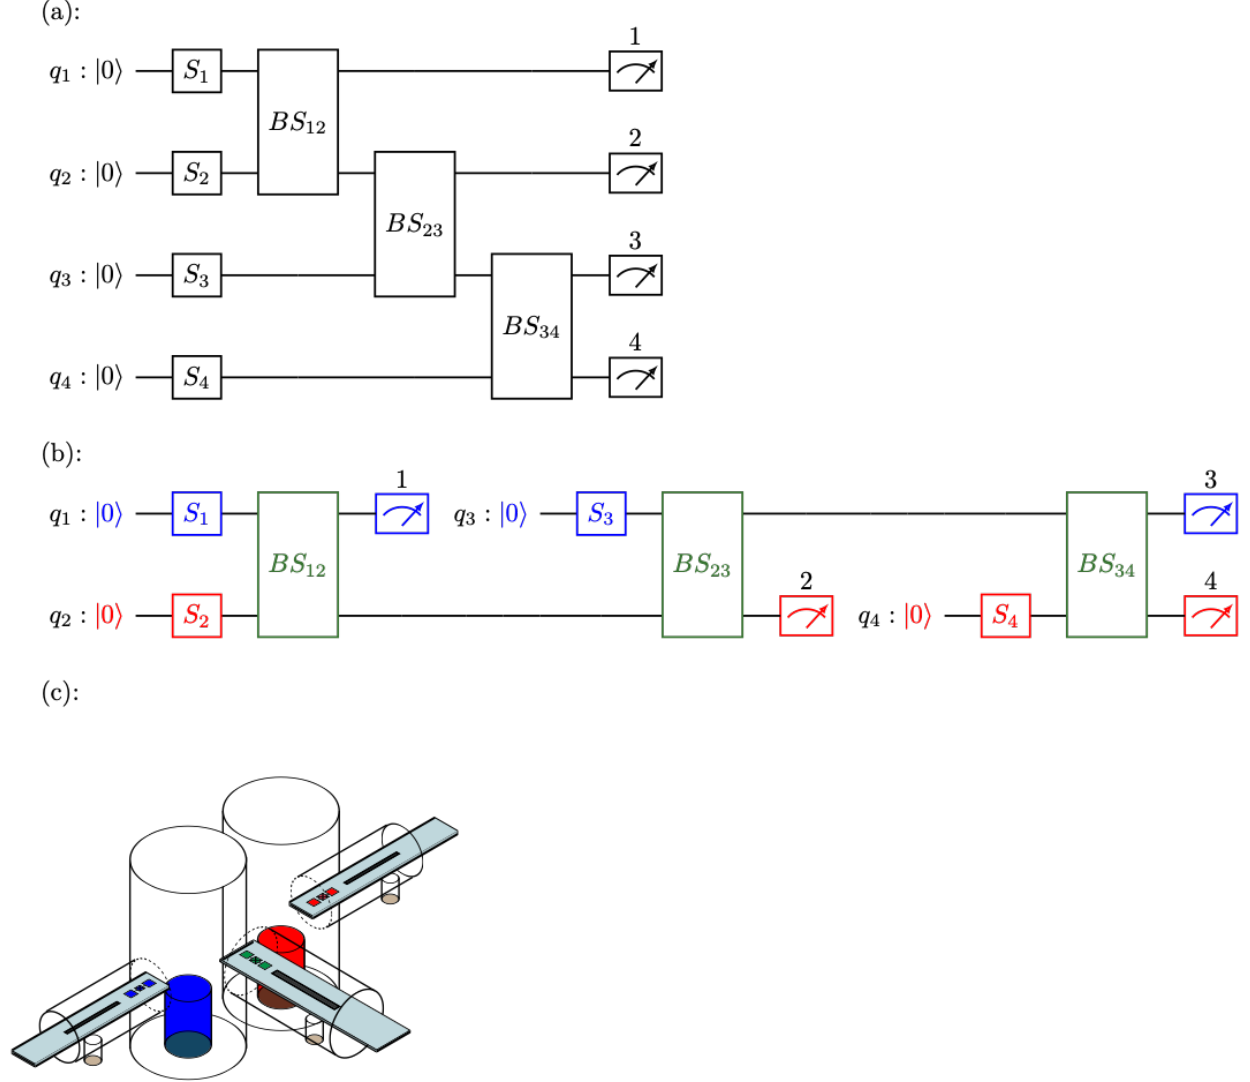 (a):
1
q₁ : |0⟩ S₁ BS₁₂
2
q₂ : |0⟩ S₂ BS₂₃
3
q₃ : |0⟩ S₃ BS₃₄
4
q₄ : |0⟩ S₄
(b):
1 3
q₁ : |0⟩ S₁ BS₁₂ q₃ : |0⟩ S₃ BS₂₃ BS₃₄
2 4
q₂ : |0⟩ S₂ q₄ : |0⟩ S₄
(c):